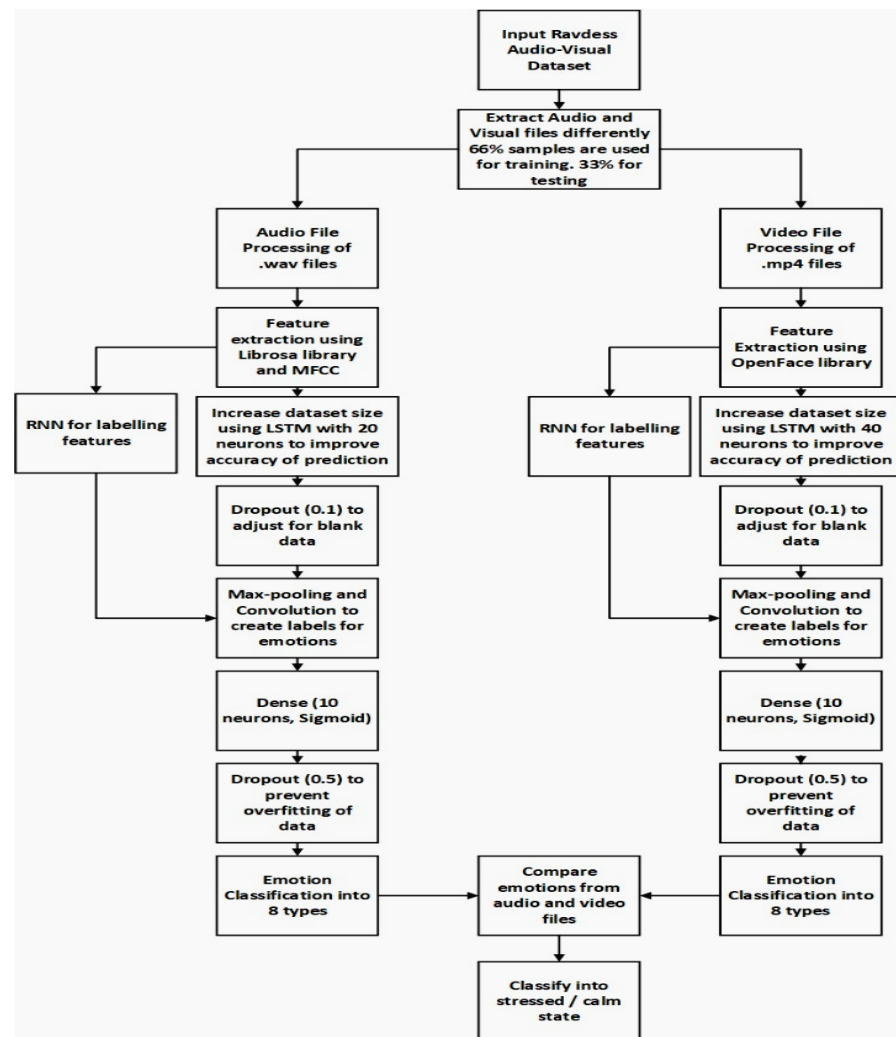 Input Ravdess
Audio-Visual
Dataset
Extract Audio and
Visual files differently
66% samples are used
for training. 33% for
testing
Audio File
Processing of
.wav files
Feature
extraction using
Librosa library
and MFCC
RNN for labelling
features
Increase dataset size
using LSTM with 20
neurons to improve
accuracy of prediction
Dropout (0.1) to
adjust for blank
data
Max-pooling and
Convolution to
create labels for
emotions
Dense (10
neurons, Sigmoid)
Dropout (0.5) to
prevent
overfitting of
data
Emotion
Classification into
8 types
Video File
Processing of
.mp4 files
Feature
Extraction using
OpenFace library
RNN for labelling
features
Increase dataset size
using LSTM with 40
neurons to improve
accuracy of prediction
Dropout (0.1) to
adjust for blank
data
Max-pooling and
Convolution to
create labels for
emotions
Dense (10
neurons, Sigmoid)
Dropout (0.5) to
prevent
overfitting of
data
Emotion
Classification into
8 types
Compare
emotions from
audio and video
files
Classify into
stressed / calm
state